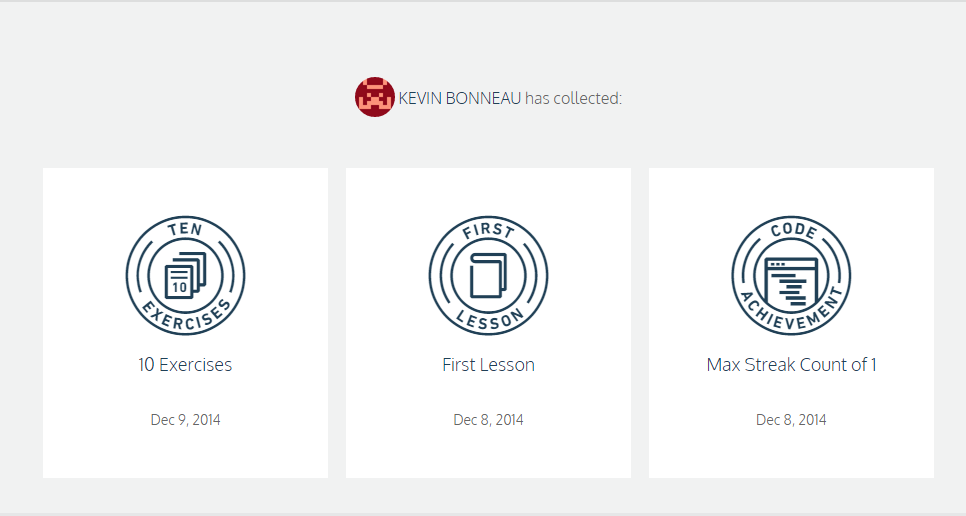 KEVIN BONNEAU has collected:
TEN
10
EXERCISES
10 Exercises
Dec 9, 2014
FIRST
LESSON
First Lesson
Dec 8, 2014
CODE
ACHIEVEMENT
Max Streak Count of 1
Dec 8, 2014